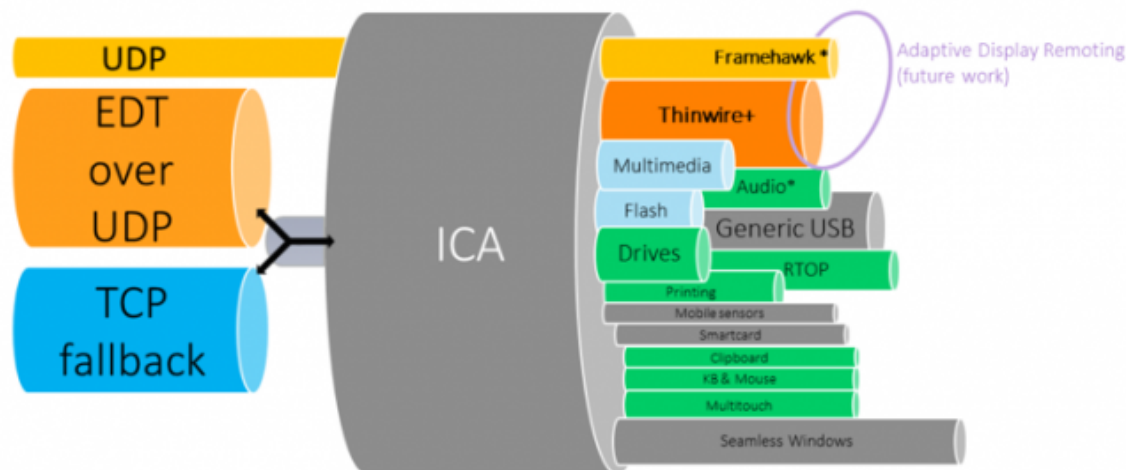 UDP
EDT
over
UDP
TCP
fallback
ICA
Framehawk *
Thinwire+
Multimedia
Audio*
Flash
Generic USB
Drives
RTOP
Printing
Mobile sensors
Smartcard
Clipboard
KB & Mouse
Multitouch
Seamless Windows
Adaptive Display Remoting
(future work)